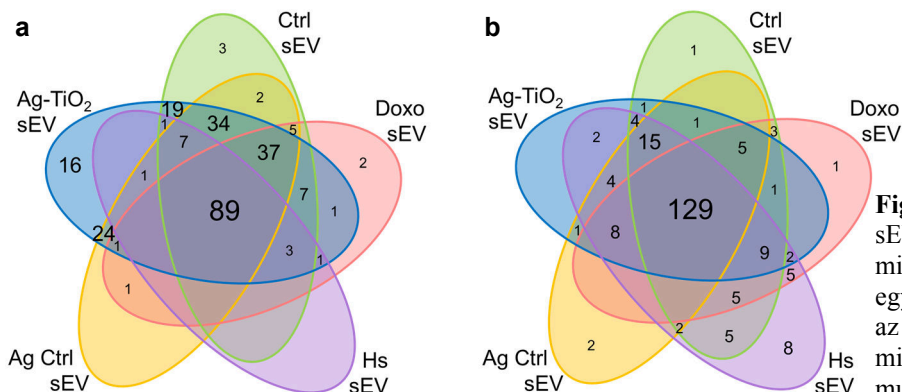 a
Ctrl
sEV
Ag-TiO₂
sEV
Doxo
sEV
Ag Ctrl
sEV
Hs
sEV
3
2
19
1
34
5
7
37
2
16
1
7
1
89
24
1
3
1
1
b
Ctrl
sEV
Ag-TiO₂
sEV
Doxo
sEV
Ag Ctrl
sEV
Hs
sEV
1
1
4
1
3
2
15
5
1
4
1
129
1
8
9
2
5
5
2
5
2
8
Fig
sE
mi
egy
az
mi
mu